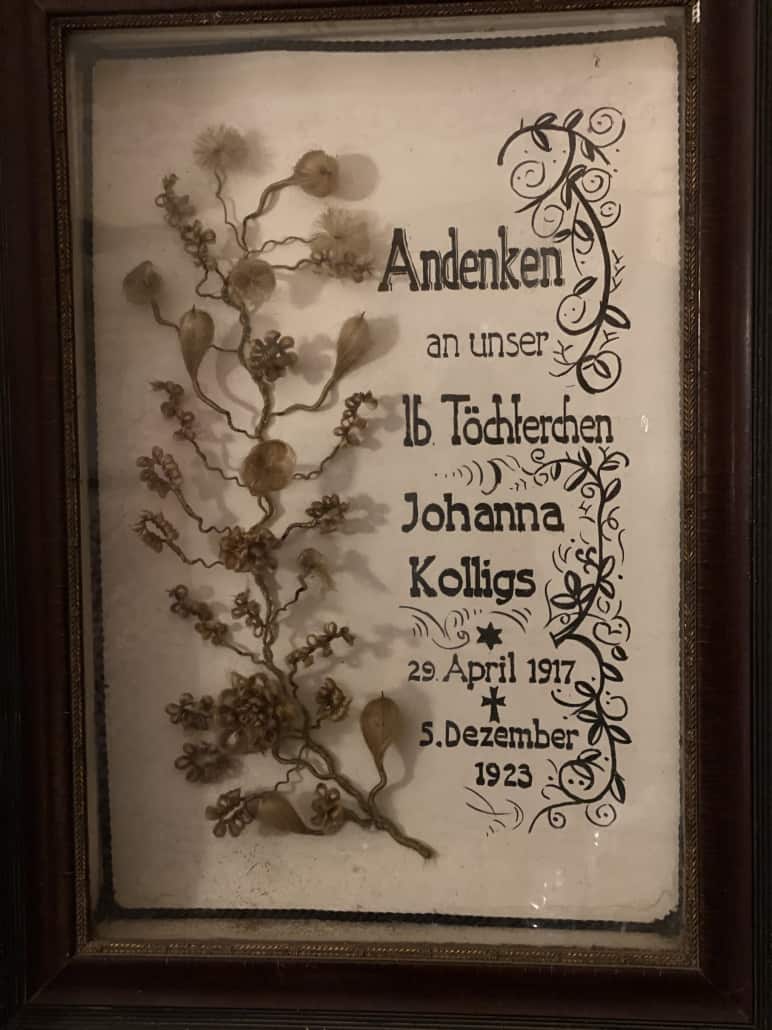 Andenken
an unser
lb. Töchterchen
Johanna
Kolligs
29. April 1917
5. Dezember
1923